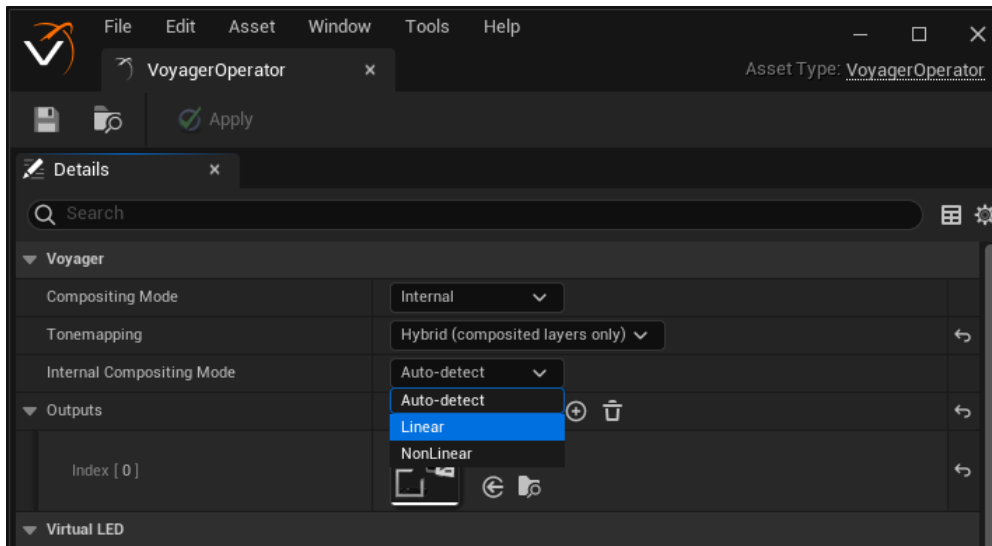 File Edit Asset Window Tools Help
VoyagerOperator
Asset Type: VoyagerOperator
Apply
Details
Search
Voyager
Compositing Mode Internal
Tonemapping Hybrid (composited layers only)
Internal Compositing Mode Auto-detect
Auto-detect
Outputs
Linear
NonLinear
Index [ 0 ]
Virtual LED